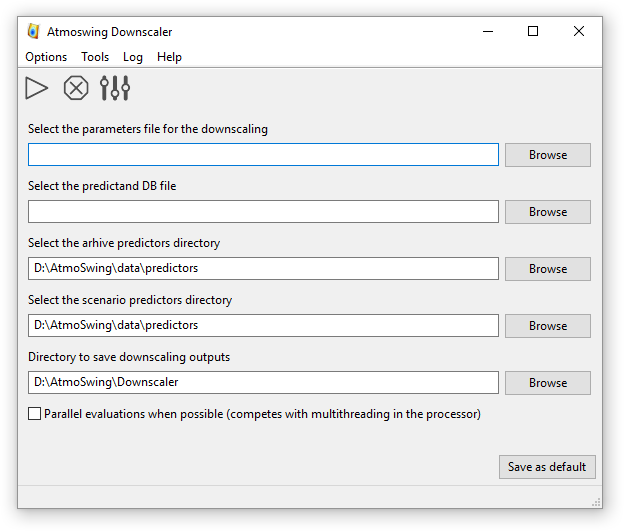 Atmoswing Downscaler
Options Tools Log Help
Select the parameters file for the downscaling
Browse
Select the predictand DB file
Browse
Select the arhive predictors directory
D:\AtmoSwing\data\predictors Browse
Select the scenario predictors directory
D:\AtmoSwing\data\predictors Browse
Directory to save downscaling outputs
D:\AtmoSwing\Downscaler Browse
Parallel evaluations when possible (competes with multithreading in the processor)
Save as default